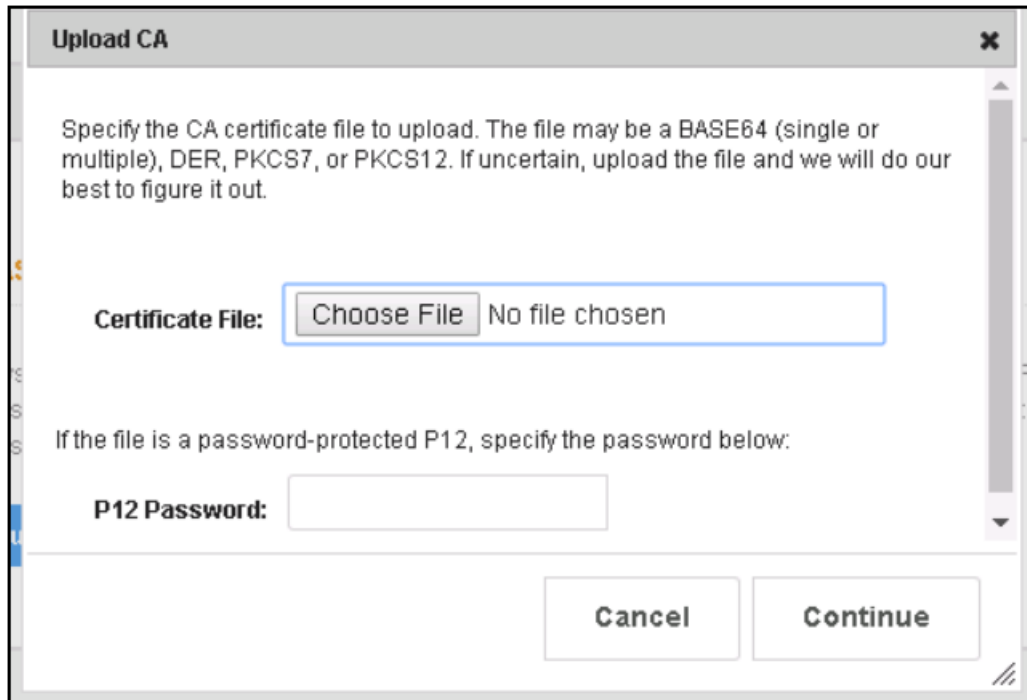 Upload CA
Specify the CA certificate file to upload. The file may be a BASE64 (single or
multiple), DER, PKCS7, or PKCS12. If uncertain, upload the file and we will do our
best to figure it out.
Certificate File: Choose File No file chosen
If the file is a password-protected P12, specify the password below:
P12 Password:
Cancel Continue